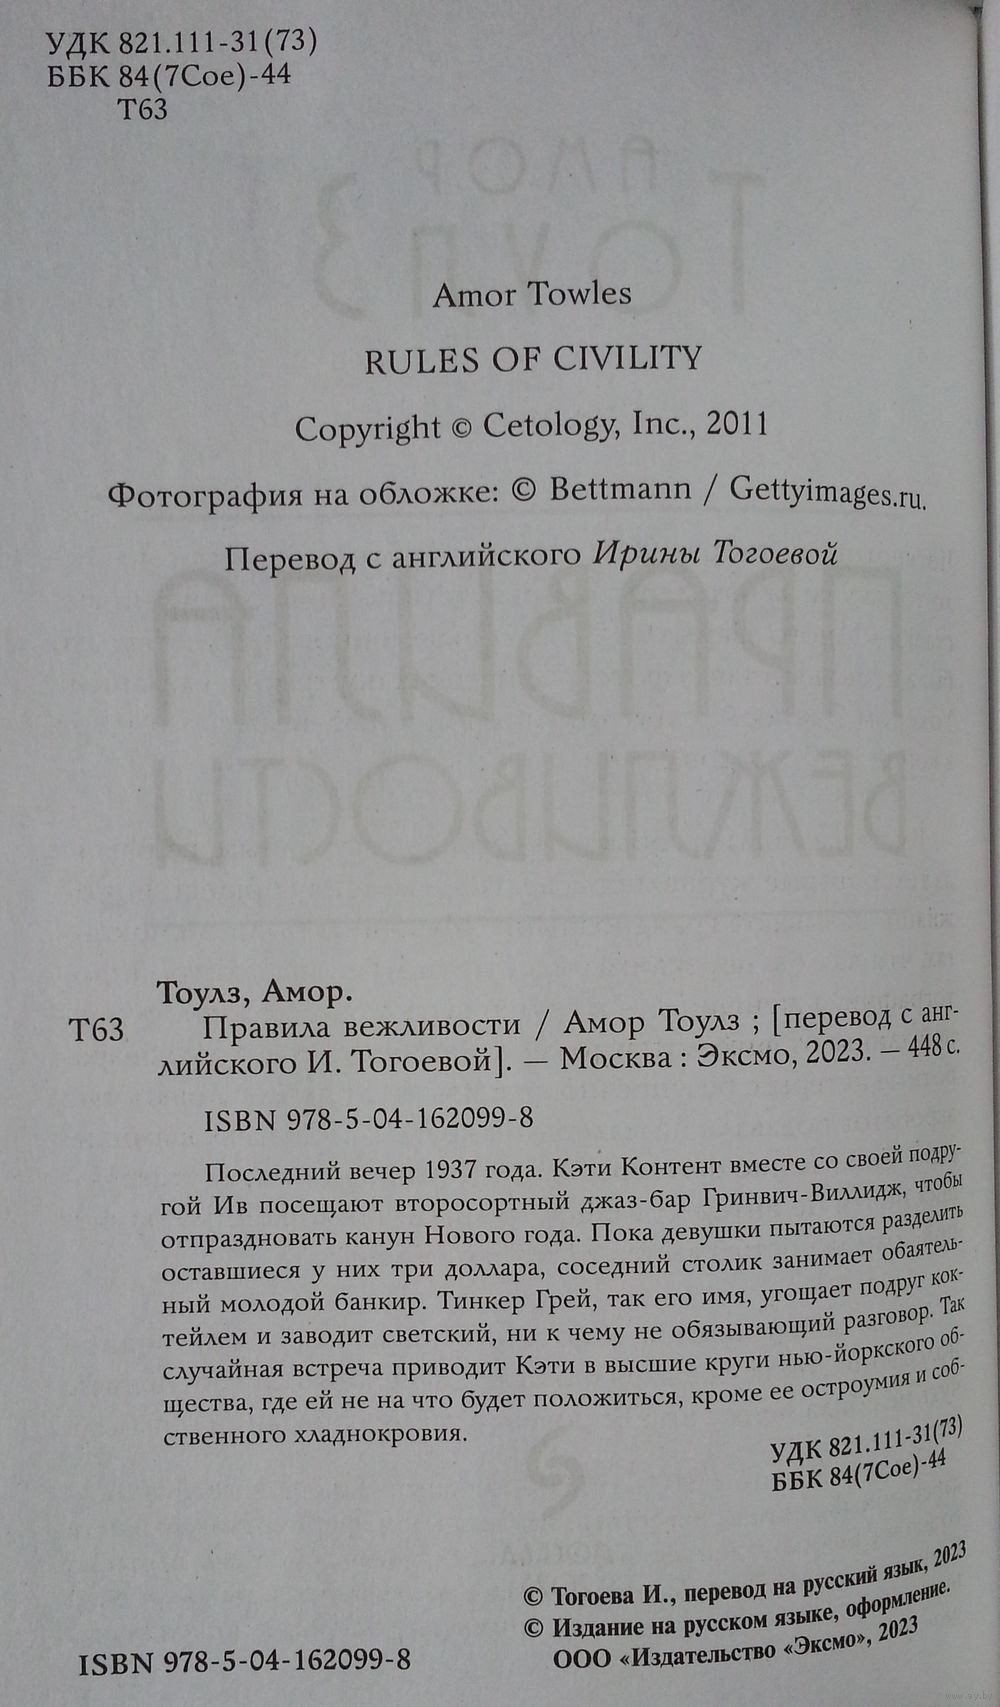 УДК 821.111-31(73)
ББК 84(7Сое)-44
Т63
Amor Towles
RULES OF CIVILITY
Copyright © Cetology, Inc., 2011
Фотография на обложке: © Bettmann / Gettyimages.ru.
Перевод с английского Ирины Тогоевой
Тоулз, Амор.
Т63 Правила вежливости / Амор Тоулз ; [перевод с анг-
лийского И. Тогоевой]. — Москва : Эксмо, 2023. — 448 с.
ISBN 978-5-04-162099-8
Последний вечер 1937 года. Кэти Контент вместе со своей подру-
гой Ив посещают второсортный джаз-бар Гринвич-Виллидж, чтобы
отпраздновать канун Нового года. Пока девушки пытаются разделить
оставшиеся у них три доллара, соседний столик занимает обаятель-
ный молодой банкир. Тинкер Грей, так его имя, угощает подруг кок-
тейлем и заводит светский, ни к чему не обязывающий разговор. Так
случайная встреча приводит Кэти в высшие круги нью-йоркского об-
щества, где ей не на что будет положиться, кроме ее остроумия и соб-
ственного хладнокровия.
УДК 821.111-31(73)
ББК 84(7Сое)-44
© Тогоева И., перевод на русский язык, 2023
© Издание на русском языке, оформление.
ООО «Издательство «Эксмо», 2023
ISBN 978-5-04-162099-8